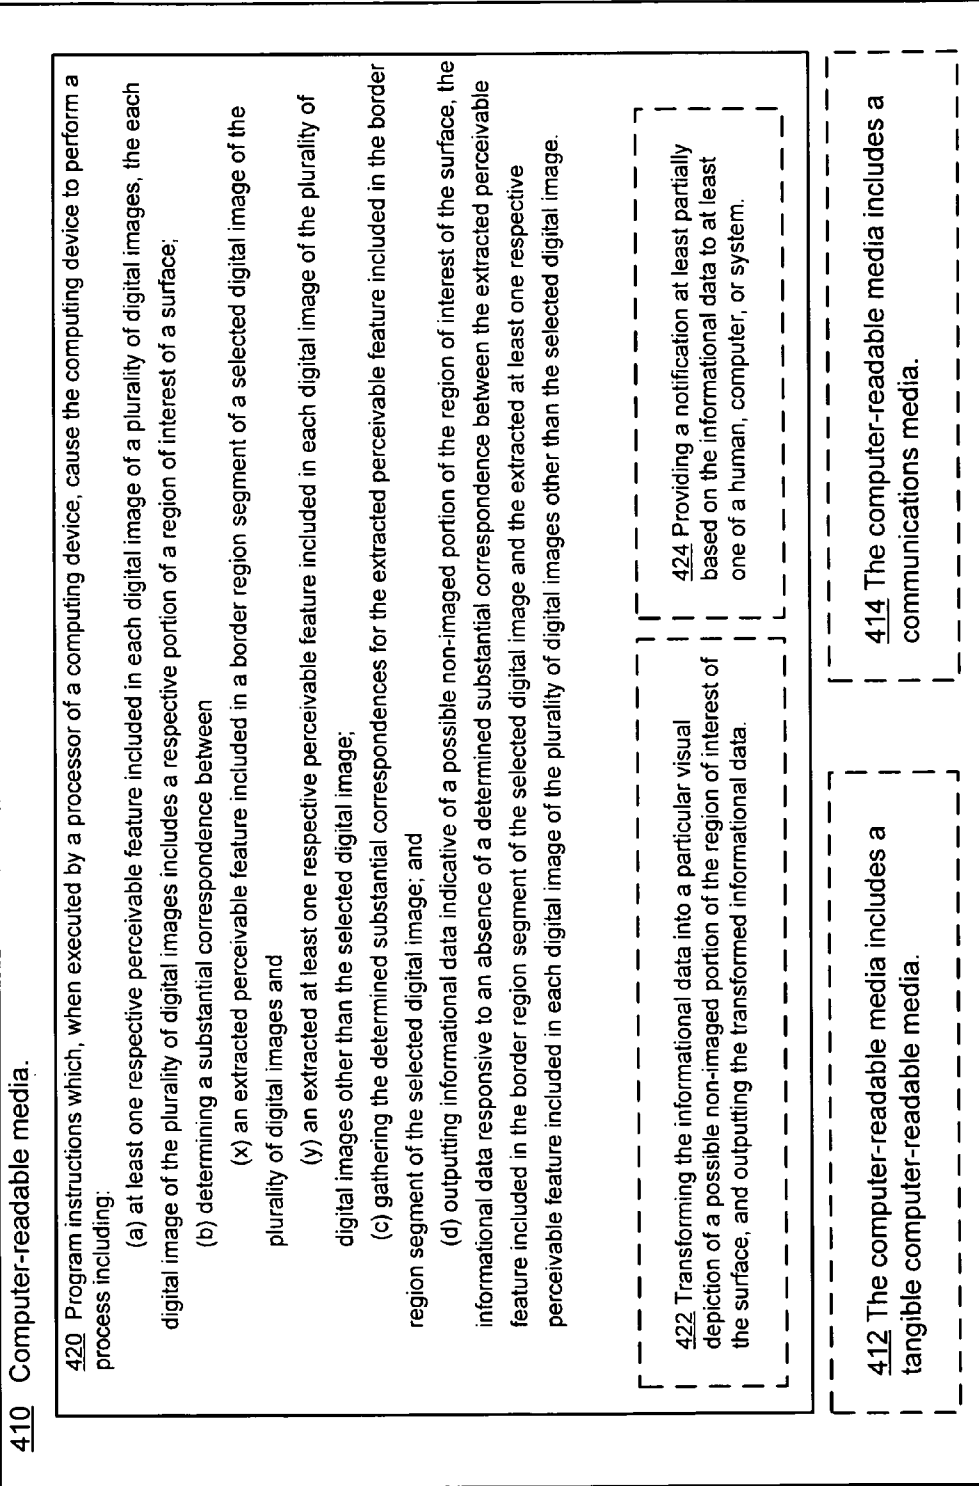 410 Computer-readable media.
420 Program instructions which, when executed by a processor of a computing device, cause the computing device to perform a
process including:
(a) at least one respective perceivable feature included in each digital image of a plurality of digital images, the each
digital image of the plurality of digital images includes a respective portion of a region of interest of a surface;
(b) determining a substantial correspondence between
(x) an extracted perceivable feature included in a border region segment of a selected digital image of the
plurality of digital images and
(y) an extracted at least one respective perceivable feature included in each digital image of the plurality of
digital images other than the selected digital image;
(c) gathering the determined substantial correspondences for the extracted perceivable feature included in the border
region segment of the selected digital image; and
(d) outputting informational data indicative of a possible non-imaged portion of the region of interest of the surface, the
informational data responsive to an absence of a determined substantial correspondence between the extracted perceivable
feature included in the border region segment of the selected digital image and the extracted at least one respective
perceivable feature included in each digital image of the plurality of digital images other than the selected digital image.
422 Transforming the informational data into a particular visual
depiction of a possible non-imaged portion of the region of interest of
the surface, and outputting the transformed informational data.
424 Providing a notification at least partially
based on the informational data to at least
one of a human, computer, or system.
412 The computer-readable media includes a
tangible computer-readable media.
414 The computer-readable media includes a
communications media.